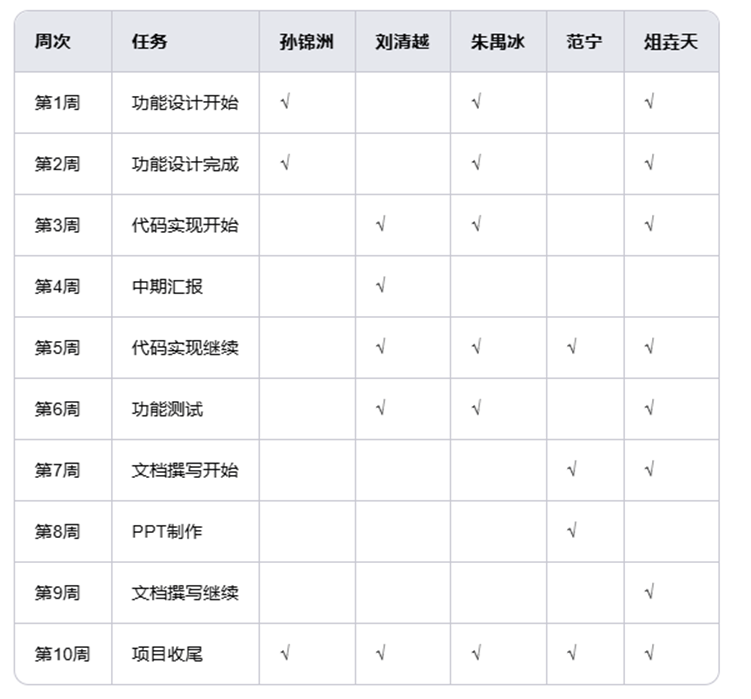 周次 任务 孙锦洲 刘清越 朱禺冰 范宁 俎垚天
第1周 功能设计开始 √ √ √
第2周 功能设计完成 √ √ √
第3周 代码实现开始 √ √ √
第4周 中期汇报 √
第5周 代码实现继续 √ √ √ √
第6周 功能测试 √ √ √
第7周 文档撰写开始 √ √
第8周 PPT制作 √
第9周 文档撰写继续 √
第10周 项目收尾 √ √ √ √ √